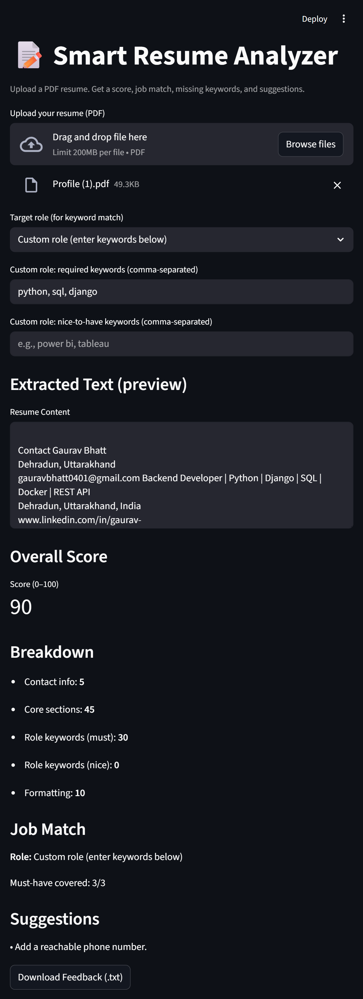 Deploy
Smart Resume Analyzer
Upload a PDF resume. Get a score, job match, missing keywords, and suggestions.
Upload your resume (PDF)
Drag and drop file here
Limit 200MB per file • PDF
Browse files
Profile (1).pdf 49.3KB
Target role (for keyword match)
Custom role (enter keywords below)
Custom role: required keywords (comma-separated)
python, sql, django
Custom role: nice-to-have keywords (comma-separated)
e.g., power bi, tableau
Extracted Text (preview)
Resume Content
Contact Gaurav Bhatt
Dehradun, Uttarakhand
gauravbhatt0401@gmail.com Backend Developer | Python | Django | SQL |
Docker | REST API
Dehradun, Uttarakhand, India
www.linkedin.com/in/gaurav-
Overall Score
Score (0–100)
90
Breakdown
• Contact info: 5
• Core sections: 45
• Role keywords (must): 30
• Role keywords (nice): 0
• Formatting: 10
Job Match
Role: Custom role (enter keywords below)
Must-have covered: 3/3
Suggestions
• Add a reachable phone number.
Download Feedback (.txt)